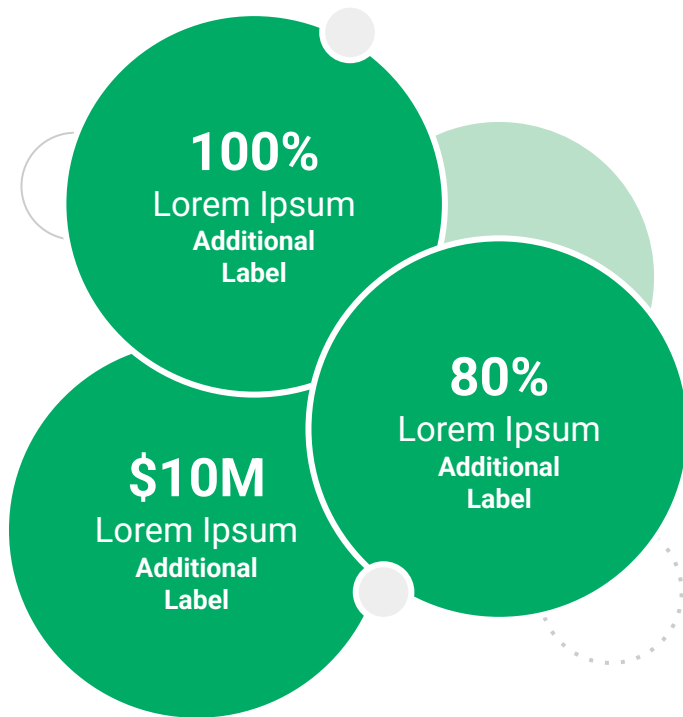 100%
Lorem Ipsum
Additional
Label
80%
Lorem Ipsum
Additional
Label
$10M
Lorem Ipsum
Additional
Label